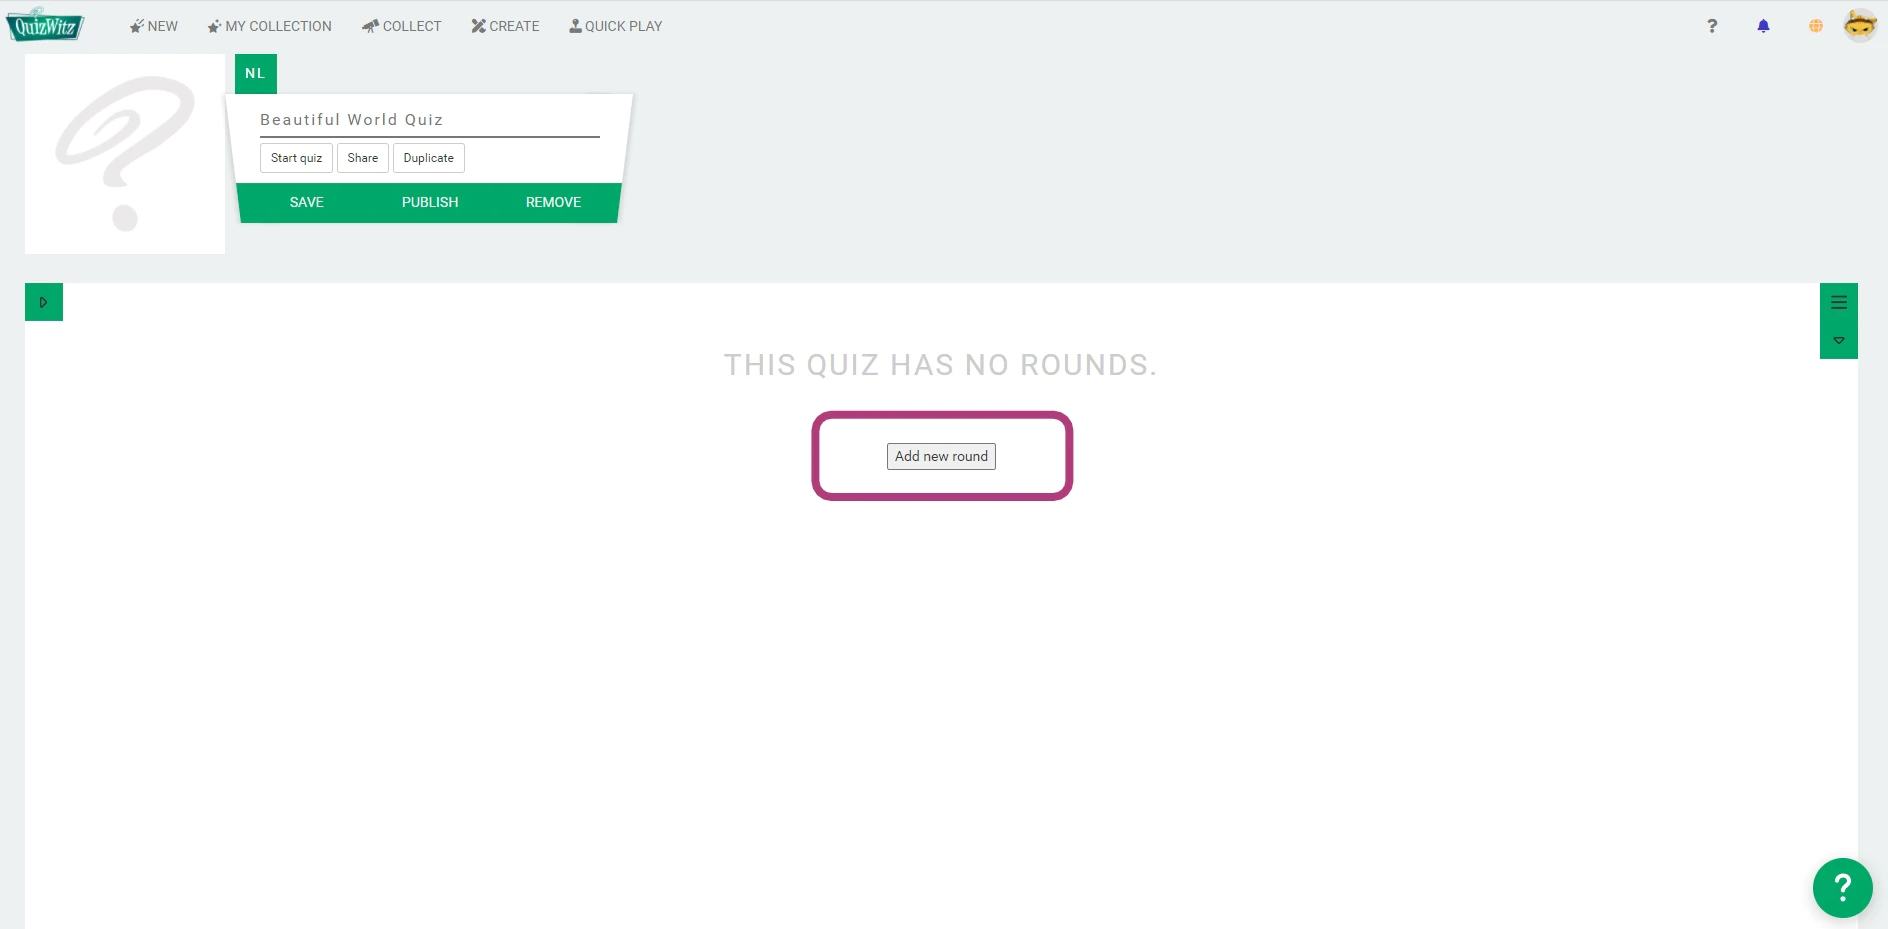 QuizWitz
NEW
MY COLLECTION
COLLECT
CREATE
QUICK PLAY
?
NL
Beautiful World Quiz
Start quiz
Share
Duplicate
SAVE
PUBLISH
REMOVE
THIS QUIZ HAS NO ROUNDS.
Add new round
?